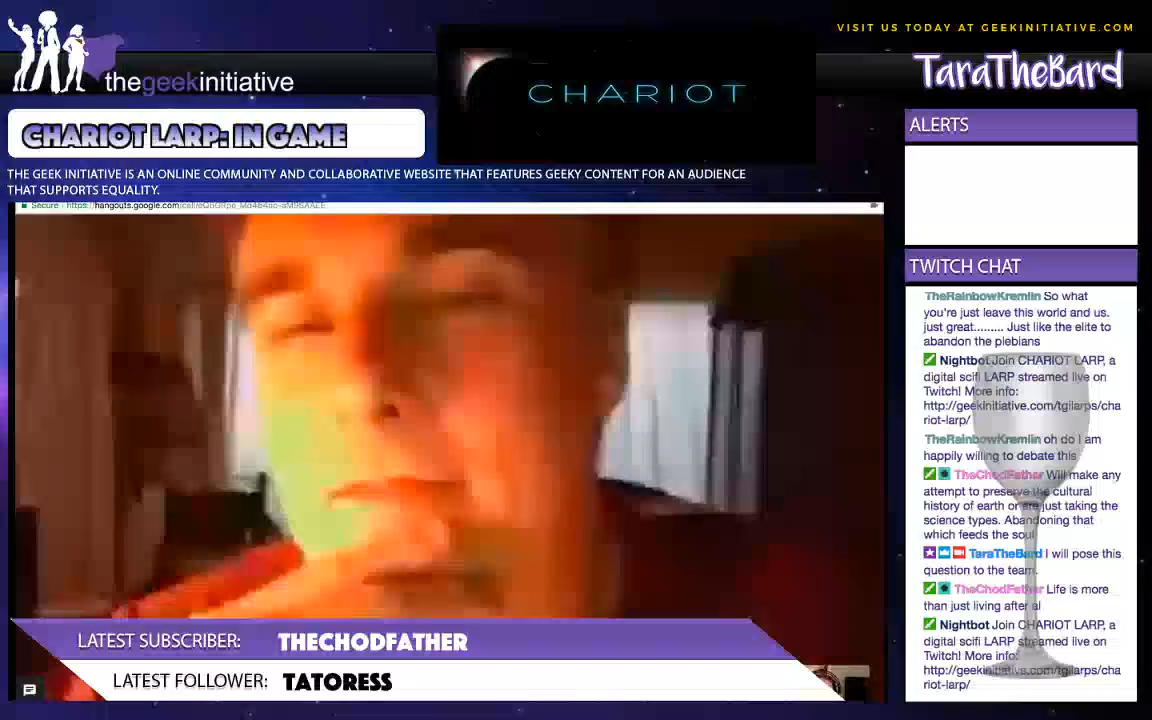 VISIT US TODAY AT GEEKINITIATIVE.COM
thegeekinitiative
CHARIOT
TaraTheBard
CHARIOT LARP: IN GAME
THE GEEK INITIATIVE IS AN ONLINE COMMUNITY AND COLLABORATIVE WEBSITE THAT FEATURES GEEKY CONTENT FOR AN AUDIENCE
THAT SUPPORTS EQUALITY.
Secure https://hangouts.google.com/
ALERTS
TWITCH CHAT
TheRainbowKremlin So what
you're just leave this world and us.
just great......... Just like the elite to
abandon the plebians
Nightbot Join CHARIOT LARP, a
digital scifi LARP streamed live on
Twitch! More info:
http://geekinitiative.com/tgilarps/cha
riot-larp/
TheRainbowKremlin oh do I am
happily willing to debate this
TheChodFather Will make any
attempt to preserve the cultural
history of earth or are just taking the
science types. Abandoning that
which feeds the soul
TaraTheBard I will pose this
question to the team.
TheChodFather Life is more
than just living after al
Nightbot Join CHARIOT LARP, a
digital scifi LARP streamed live on
Twitch! More info:
http://geekinitiative.com/tgilarps/cha
riot-larp/
LATEST SUBSCRIBER: THECHODFATHER
LATEST FOLLOWER: TATORESS